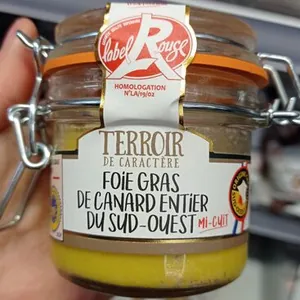 Label Rouge
HOMOLOGATION
N°LA/19/02
TERROIR
DE CARACTÈRE
FOIE GRAS
DE CANARD ENTIER
DU SUD-OUEST MI-CUIT